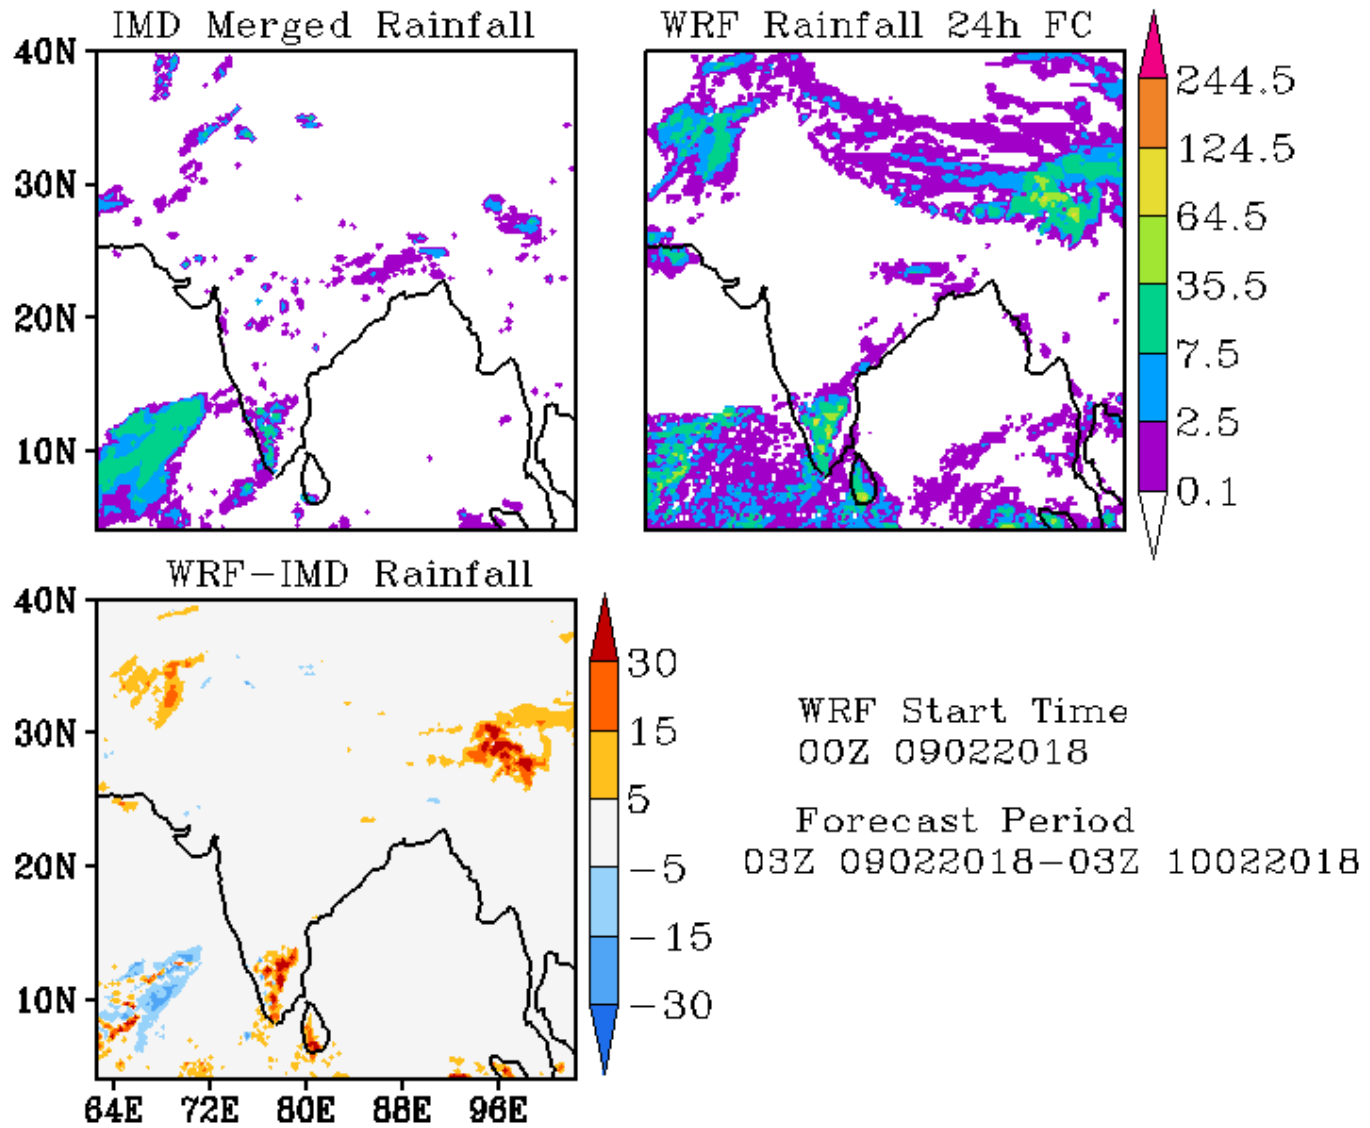 IMD Merged Rainfall
WRF Rainfall 24h FC
40N
30N
20N
10N
244.5
124.5
64.5
35.5
7.5
2.5
0.1
WRF-IMD Rainfall
40N
30N
20N
10N
64E 72E 80E 88E 96E
30
15
5
-5
-15
-30
WRF Start Time
00Z 09022018
Forecast Period
03Z 09022018-03Z 10022018